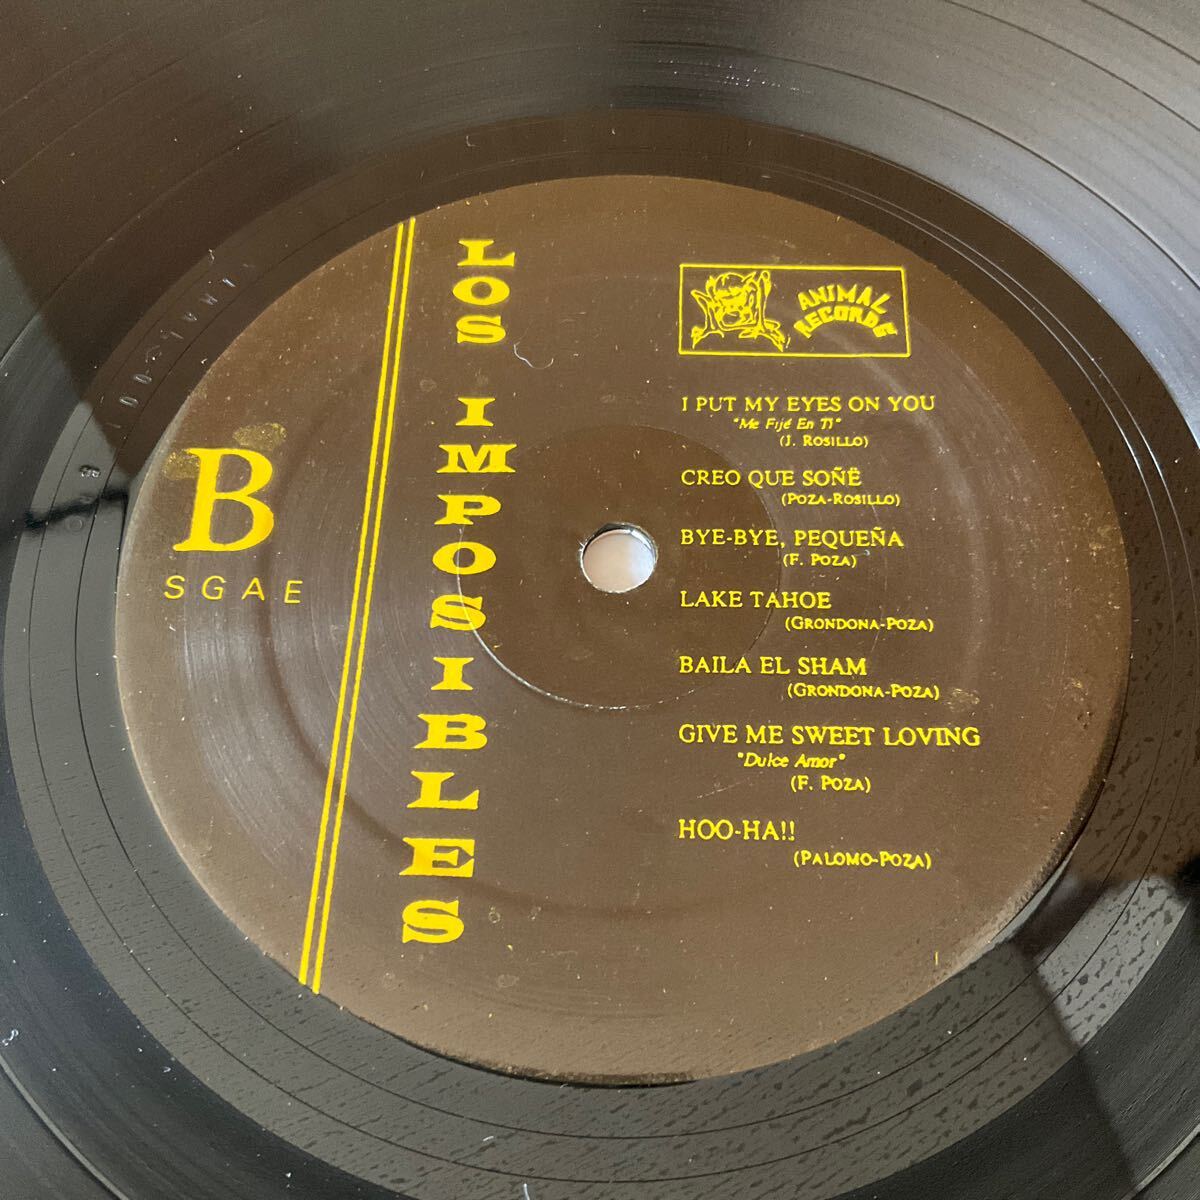 B
SGAE
LOS IMPOSIBLES
ANIMAL
RECORDS
I PUT MY EYES ON YOU
"Me Fijé En Ti"
(J. ROSILLO)
CREO QUE SOÑË
(POZA-ROSILLO)
BYE-BYE, PEQUEÑA
(F. POZA)
LAKE TAHOE
(GRONDONA-POZA)
BAILA EL SHAM
(GRONDONA-POZA)
GIVE ME SWEET LOVING
"Dulce Amor"
(F. POZA)
HOO-HA!!
(PALOMO-POZA)